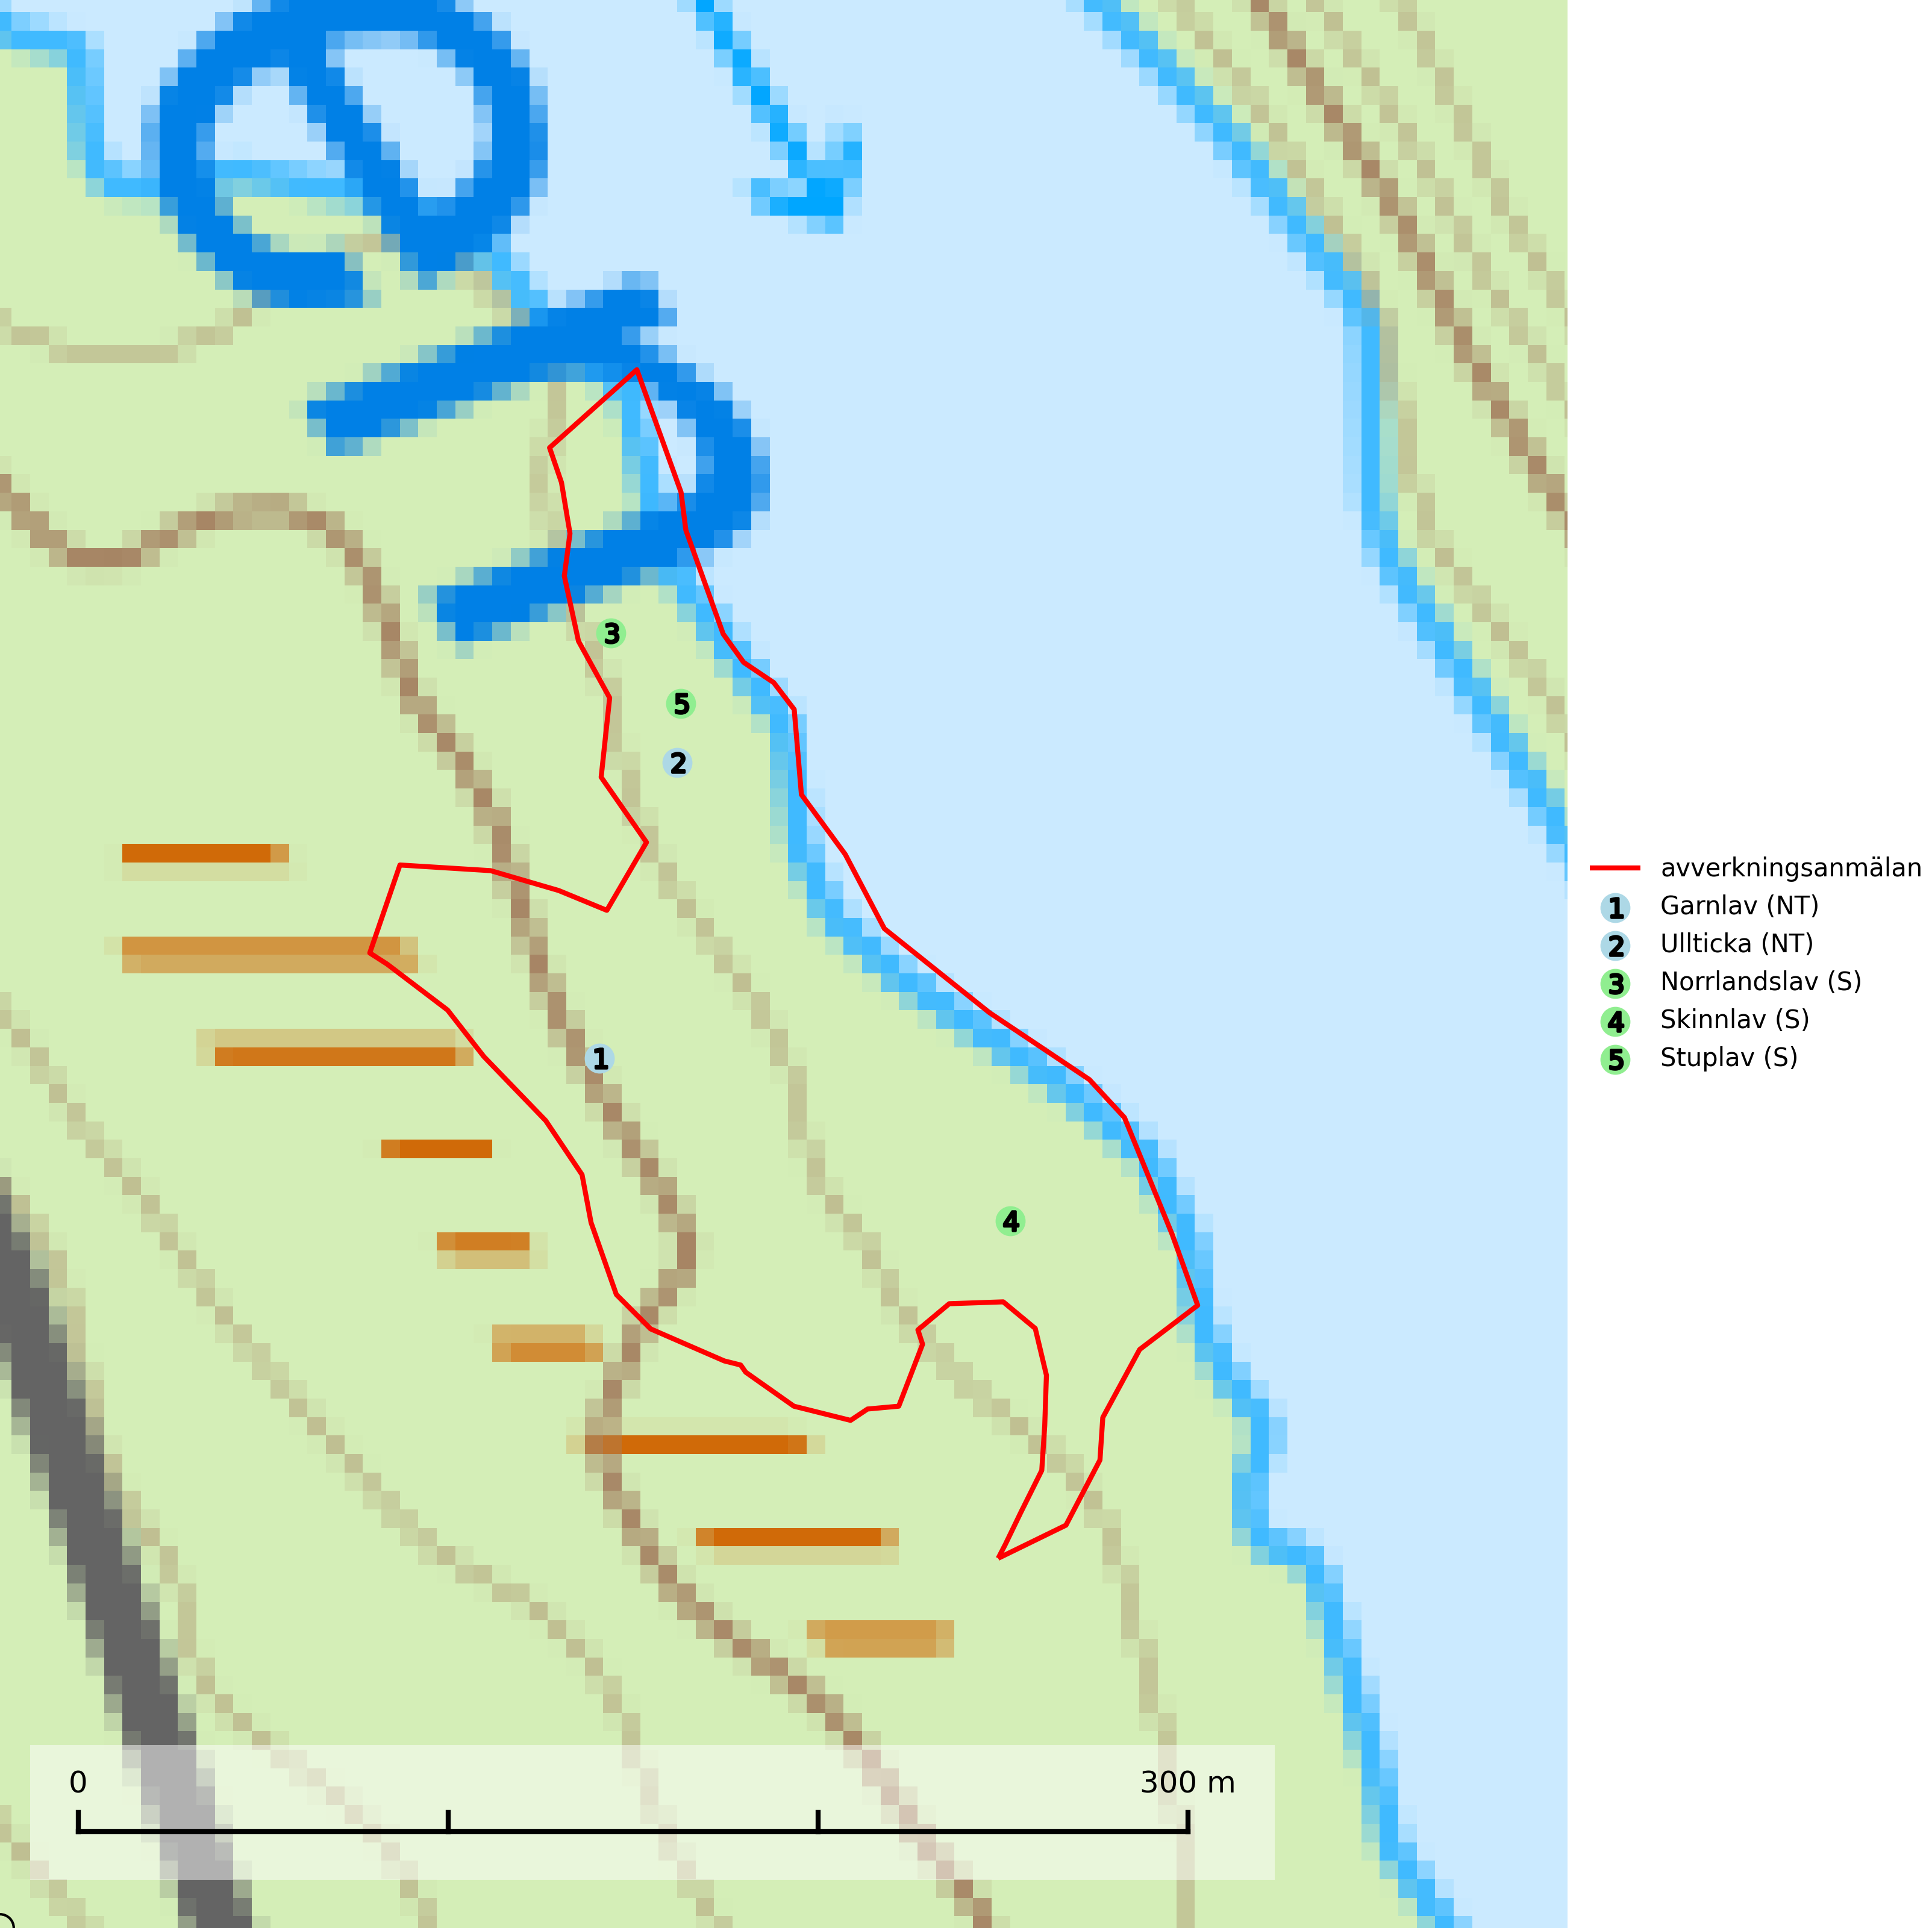 3
5
2
1
4
avverkningsanmälan
1 Garnlav (NT)
2 Ullticka (NT)
3 Norrlandslav (S)
4 Skinnlav (S)
5 Stuplav (S)
0 300 m